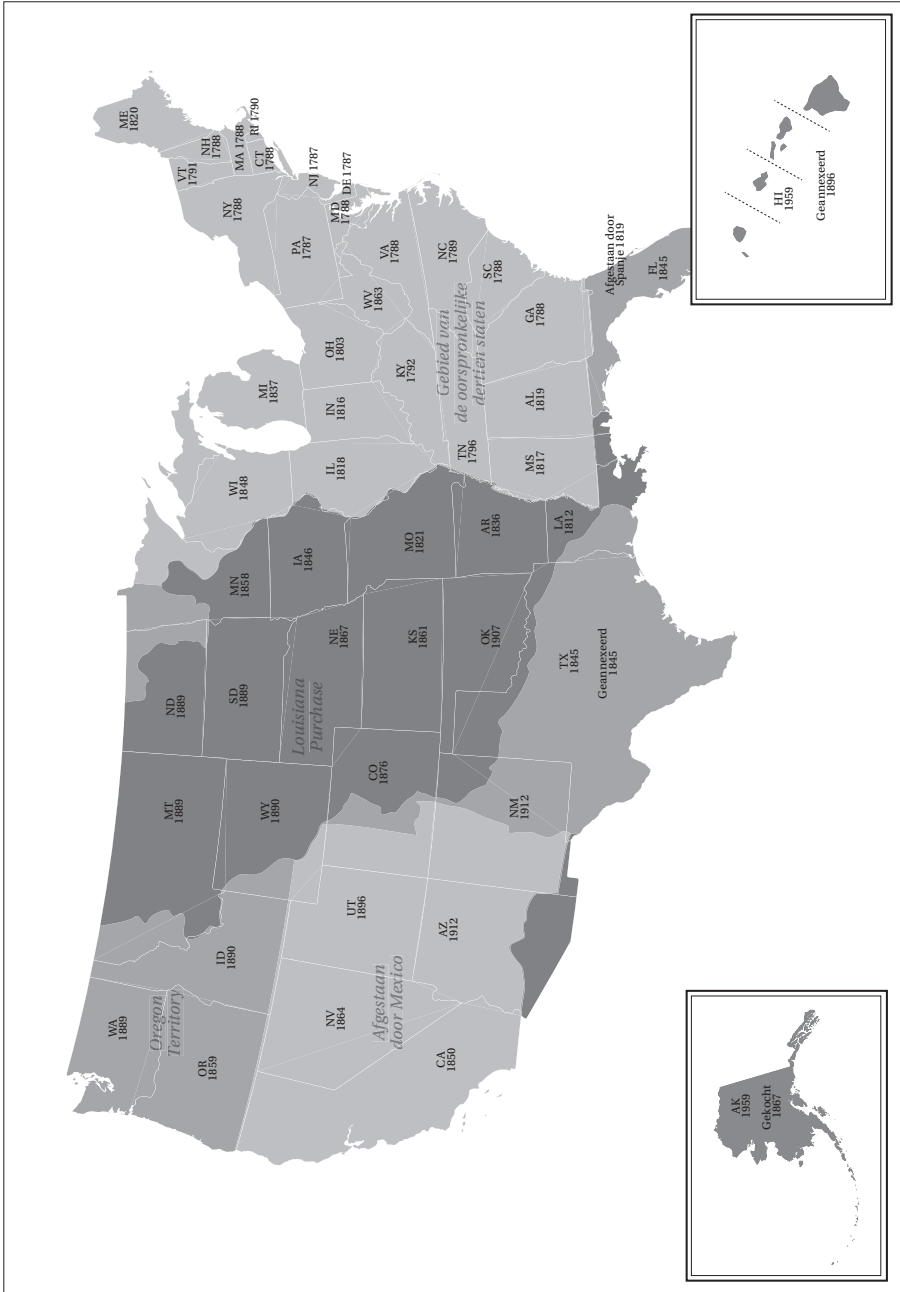 WA
1889
OR
1859
Oregon
Territory
CA
1850
NV
1864
Afgestaan
door Mexico
ID
1890
UT
1896
AZ
1912
MT
1889
WY
1890
CO
1876
NM
1912
ND
1889
SD
1889
Louisiana
Purchase
NE
1867
KS
1861
OK
1907
TX
1845
Geannexeerd
1845
MN
1858
IA
1846
MO
1821
AR
1836
LA
1812
WI
1848
IL
1818
MI
1837
IN
1816
OH
1803
KY
1792
TN
1796
MS
1817
AL
1819
GA
1788
Gebied van
de oorspronkelijke
dertien staten
WV
1863
VA
1788
NC
1789
SC
1788
Afgestaan door
Spanje 1819
FL
1845
PA
1787
NY
1788
VT
1791
NH
1788
ME
1820
MA 1788
RI 1790
CT
1788
NJ 1787
DE 1787
MD
1788
AK
1959
Gekocht
1867
HI
1959
Geannexeerd
1896